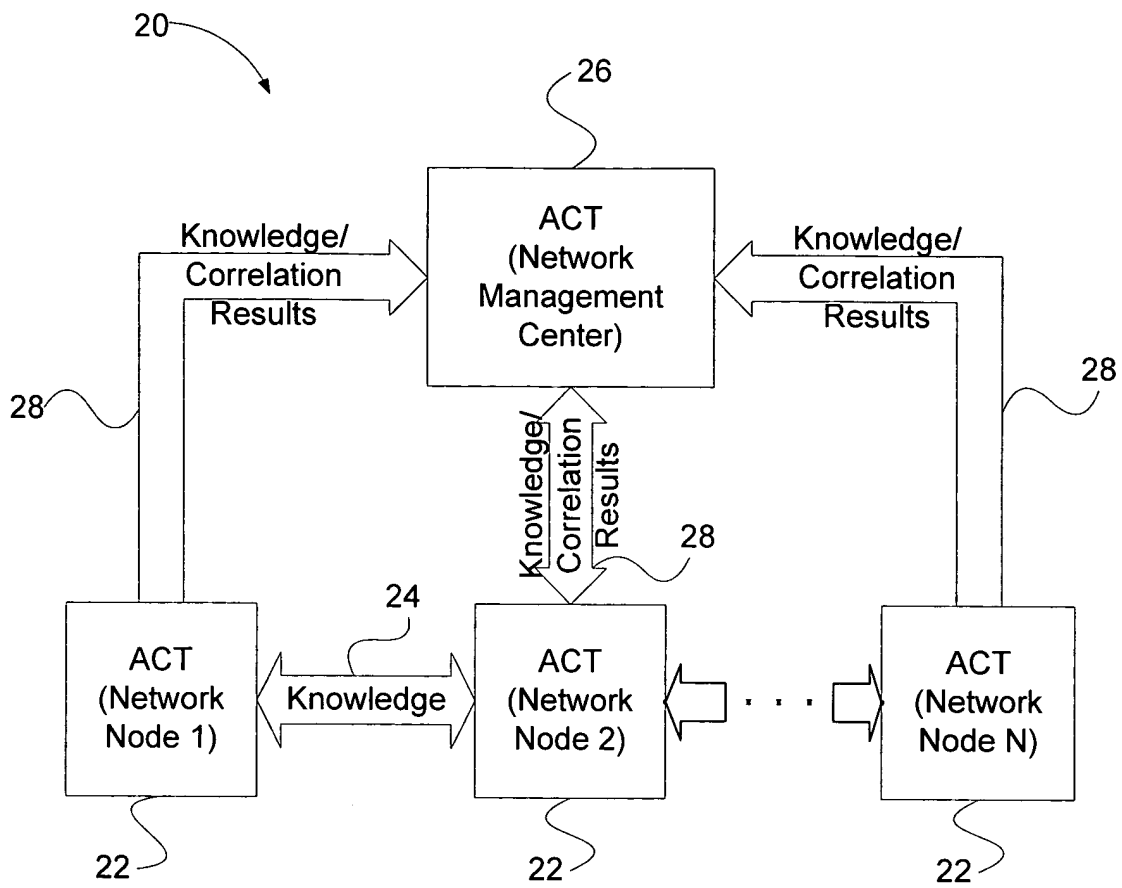 20
26
ACT
(Network
Management
Center)
Knowledge/
Correlation
Results
Knowledge/
Correlation
Results
28
28
Knowledge/
Correlation
Results
28
24
ACT
(Network
Node 1)
Knowledge
ACT
(Network
Node 2)
. . .
ACT
(Network
Node N)
22
22
22